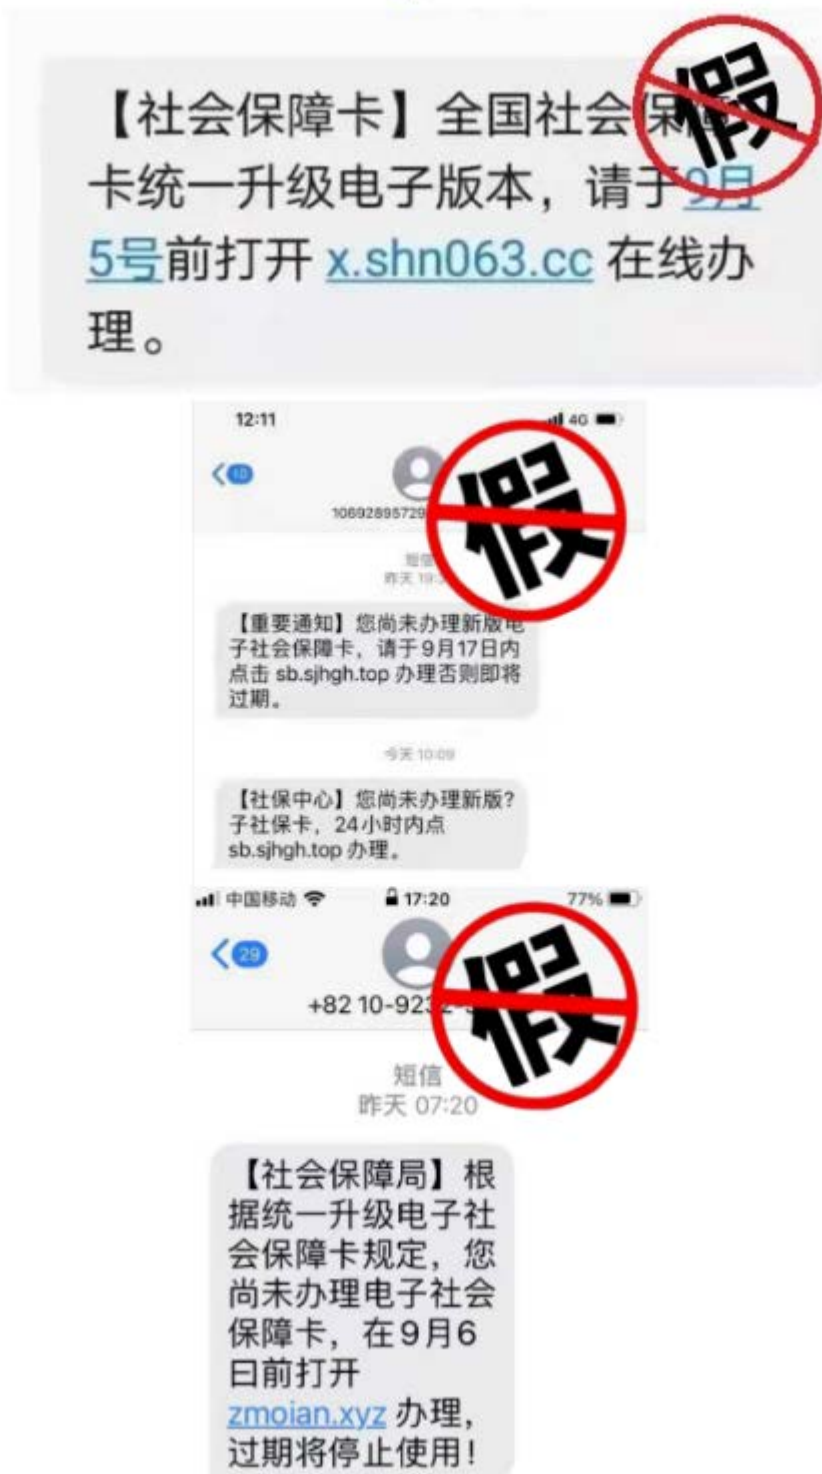 【社会保障卡】全国社会保障
卡统一升级电子版本，请于9月
5号前打开 x.shn063.cc 在线办
理。
假
12:11
4G
10
10692895729
假
短信
昨天 19:3
【重要通知】您尚未办理新版电
子社会保障卡，请于9月17日内
点击 sb.sjhgh.top 办理否则即将
过期。
今天 10:09
【社保中心】您尚未办理新版?
子社保卡，24小时内点
sb.sjhgh.top 办理。
中国移动 17:20 77%
29
+82 10-9232-
假
短信
昨天 07:20
【社会保障局】根
据统一升级电子社
会保障卡规定，您
尚未办理电子社会
保障卡，在9月6
曰前打开
zmoian.xyz 办理，
过期将停止使用！